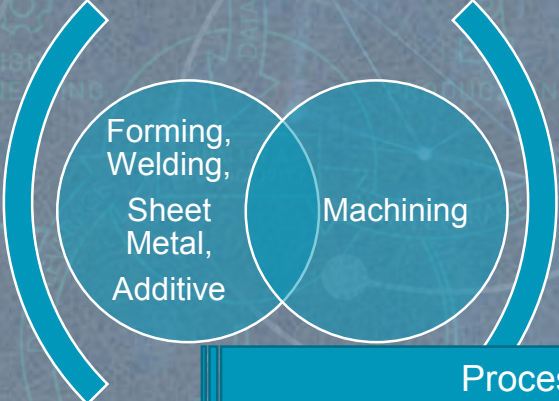 Forming,
Welding,
Sheet
Metal,
Additive
Machining